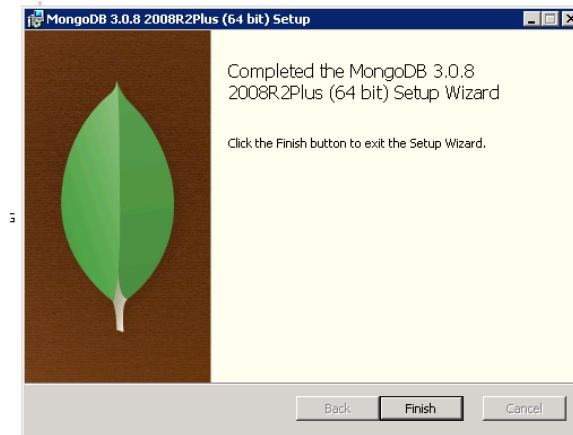 MongoDB 3.0.8 2008R2Plus (64 bit) Setup
Completed the MongoDB 3.0.8
2008R2Plus (64 bit) Setup Wizard
Click the Finish button to exit the Setup Wizard.
Back
Finish
Cancel